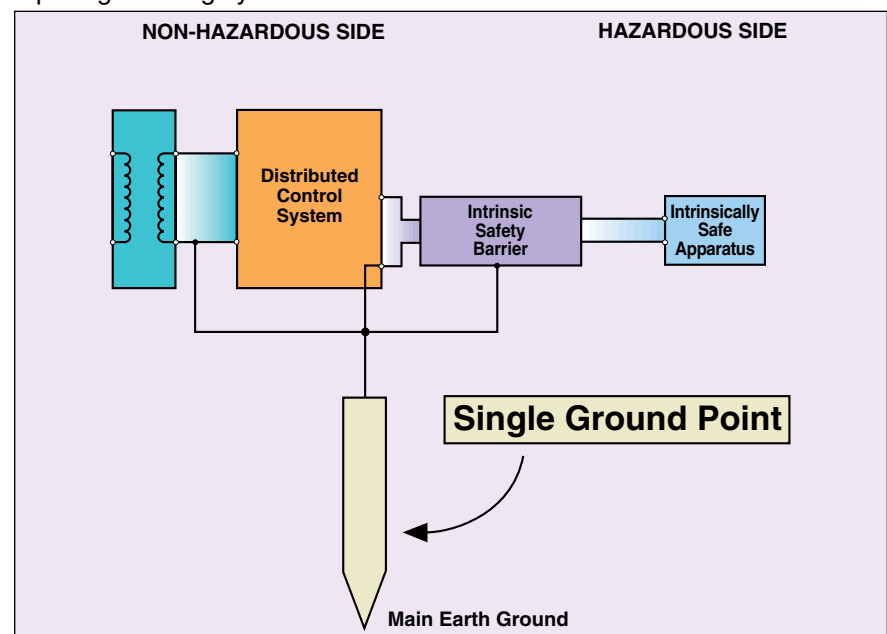 NON-HAZARDOUS SIDE
HAZARDOUS SIDE
Distributed
Control
System
Intrinsic
Safety
Barrier
Intrinsically
Safe
Apparatus
Single Ground Point
Main Earth Ground